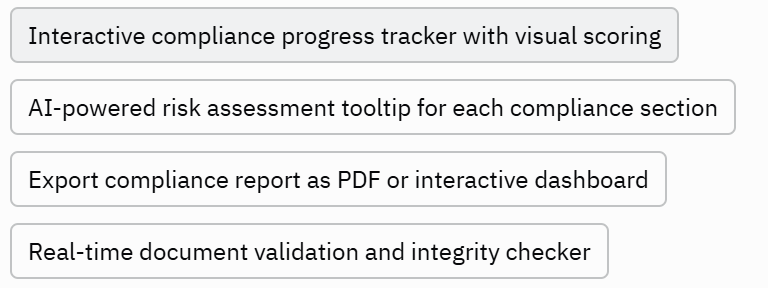 Interactive compliance progress tracker with visual scoring
AI-powered risk assessment tooltip for each compliance section
Export compliance report as PDF or interactive dashboard
Real-time document validation and integrity checker